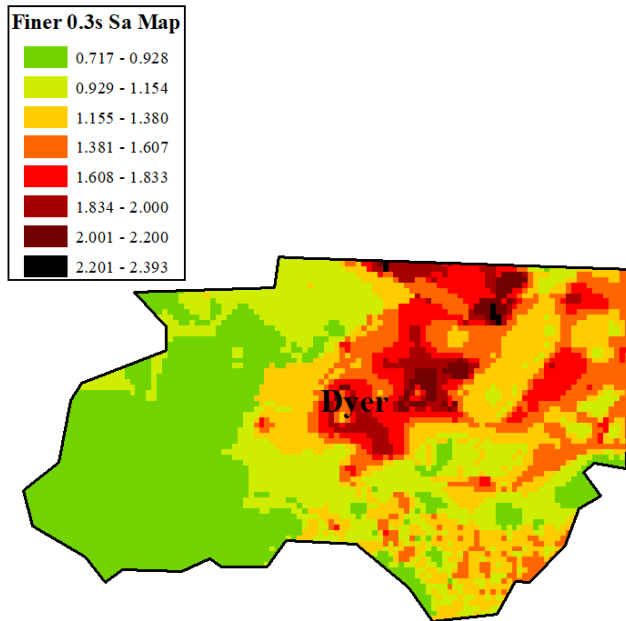 Finer 0.3s Sa Map
0.717 - 0.928
0.929 - 1.154
1.155 - 1.380
1.381 - 1.607
1.608 - 1.833
1.834 - 2.000
2.001 - 2.200
2.201 - 2.393
Dyer